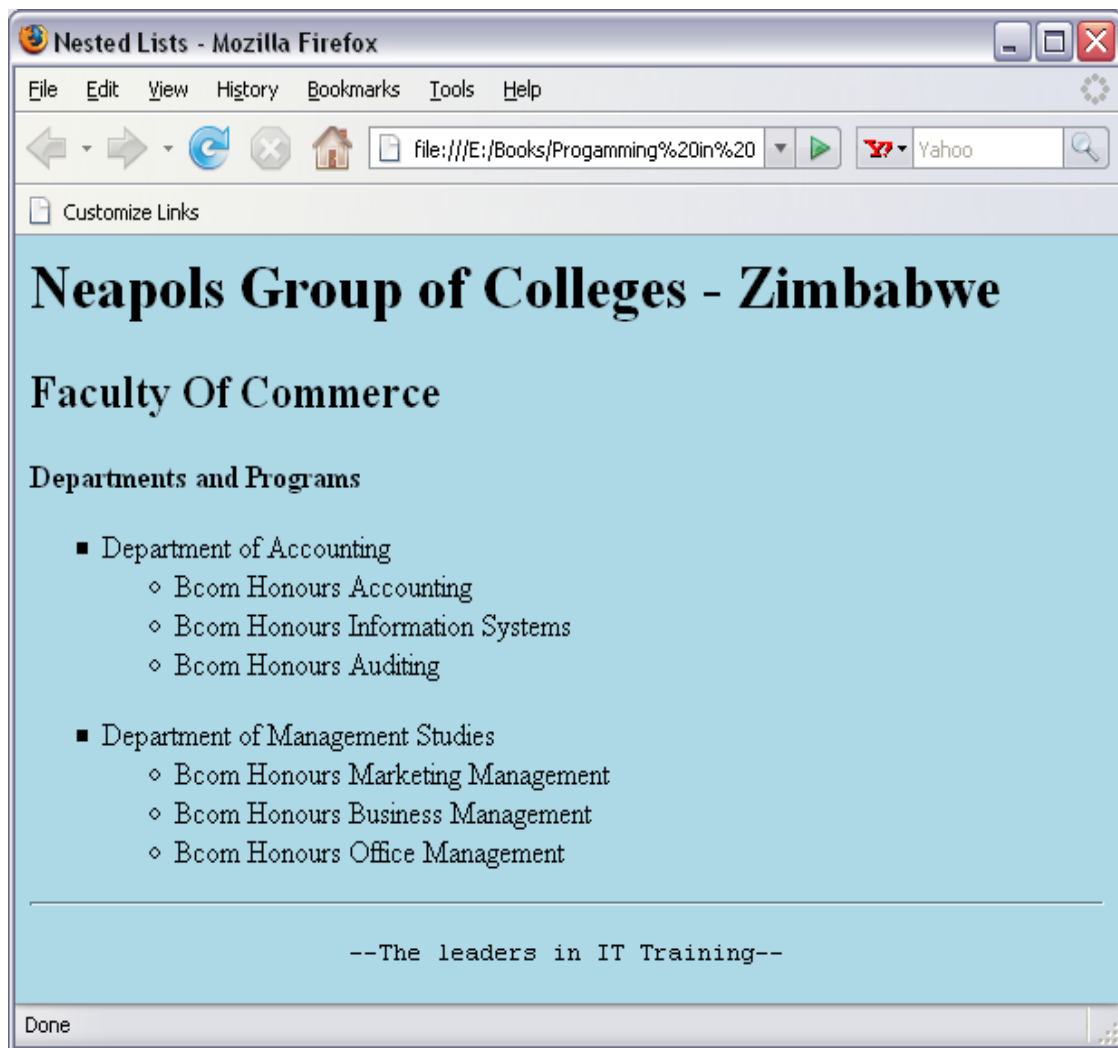 Nested Lists - Mozilla Firefox
File Edit View History Bookmarks Tools Help
file:///E:/Books/Progamming%20in%20 Y? Yahoo
Customize Links
Neapols Group of Colleges - Zimbabwe
Faculty Of Commerce
Departments and Programs
Department of Accounting
Bcom Honours Accounting
Bcom Honours Information Systems
Bcom Honours Auditing
Department of Management Studies
Bcom Honours Marketing Management
Bcom Honours Business Management
Bcom Honours Office Management
--The leaders in IT Training--
Done